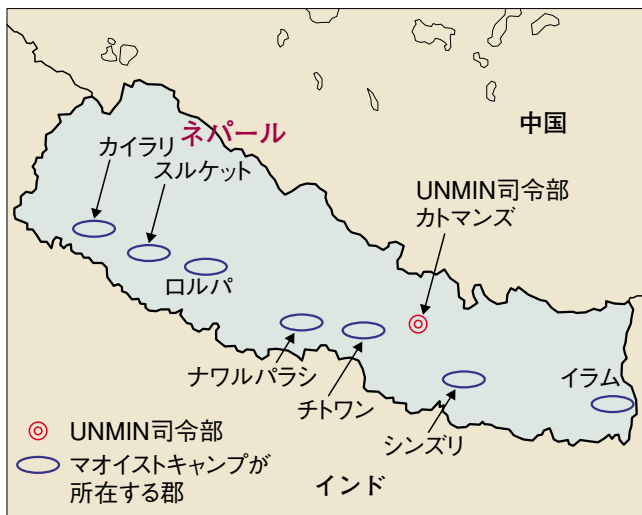 中国
ネパール
カイラリ
スルケット
UNMIN司令部
カトマンズ
ロルパ
ナワルパラシ
チトワン
シンズリ
イラム
UNMIN司令部
マオイストキャンプが
所在する郡
インド